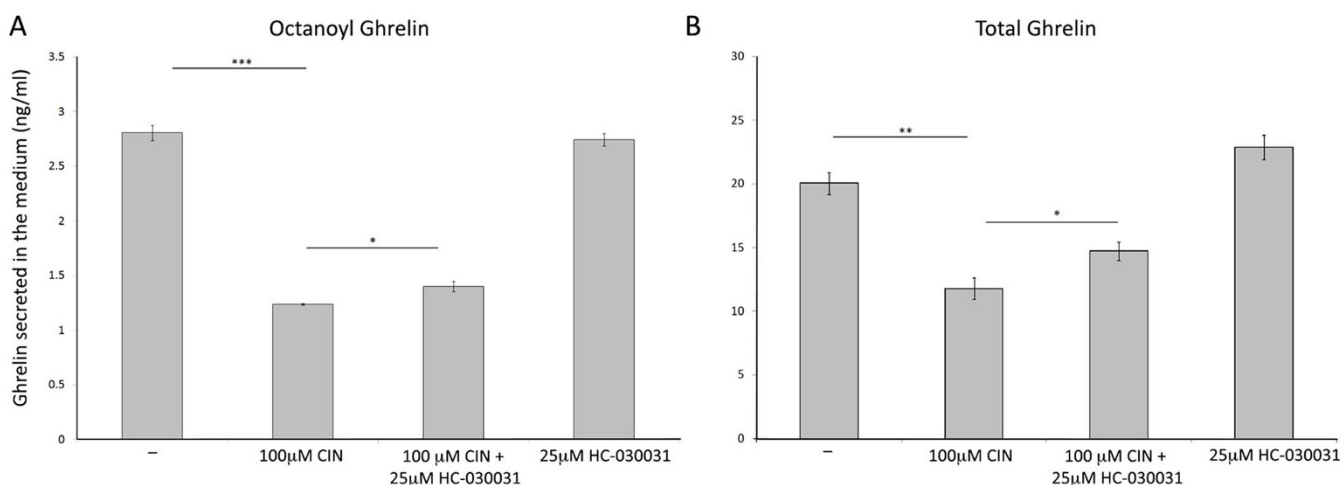 A
Octanoyl Ghrelin
Ghrelin secreted in the medium (ng/ml)
3.5
3
2.5
2
1.5
1
0.5
0
***
*
–
100μM CIN
100 μM CIN +
25μM HC-030031
25μM HC-030031
B
Total Ghrelin
30
25
20
15
10
5
0
**
*
–
100μM CIN
100 μM CIN +
25μM HC-030031
25μM HC-030031